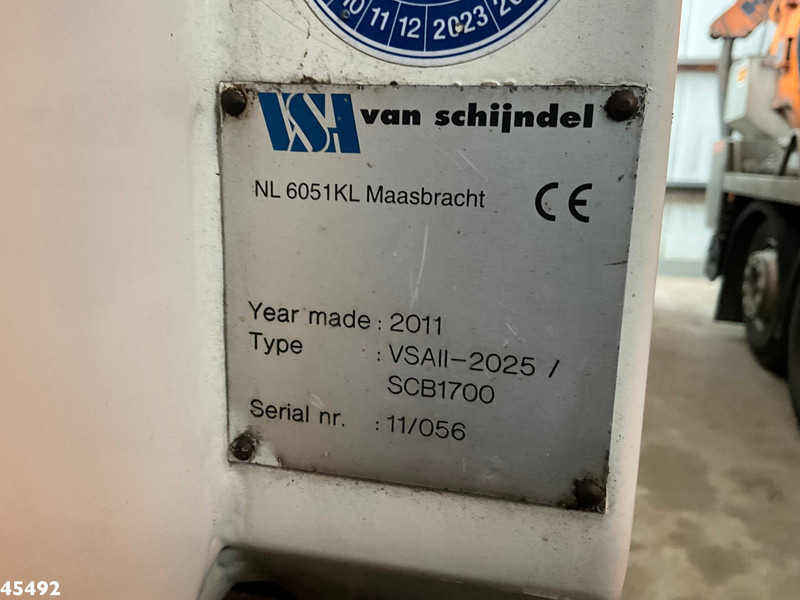 10 11 12 2023
VSA van schijndel
NL 6051KL Maasbracht CE
Year made : 2011
Type : VSAII-2025 /
SCB1700
Serial nr. : 11/056
45492